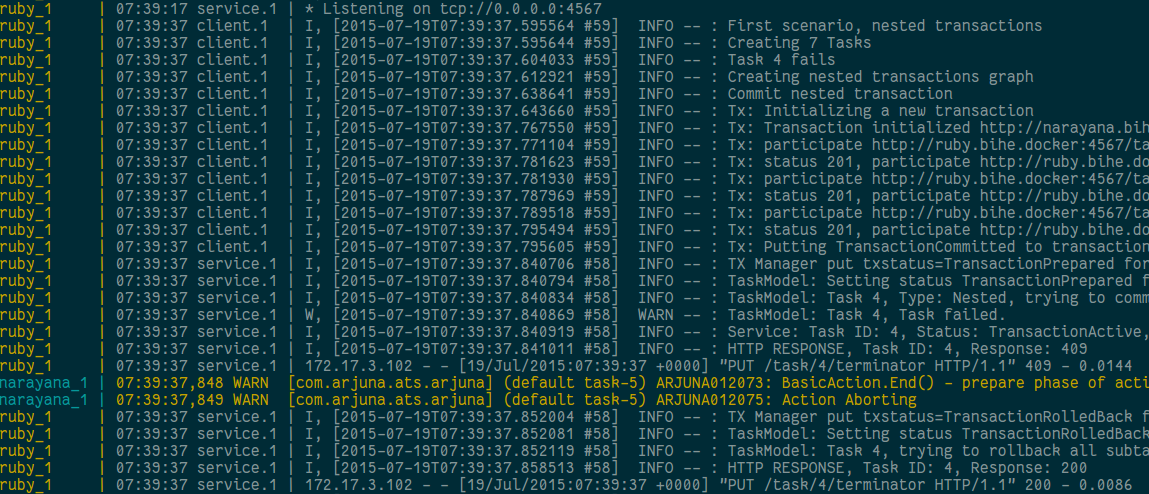 ruby_1 | 07:39:17 service.1 | * Listening on tcp://0.0.0.0:4567
ruby_1 | 07:39:37 client.1 | I, [2015-07-19T07:39:37.595564 #59] INFO -- : First scenario, nested transactions
ruby_1 | 07:39:37 client.1 | I, [2015-07-19T07:39:37.595644 #59] INFO -- : Creating 7 Tasks
ruby_1 | 07:39:37 client.1 | I, [2015-07-19T07:39:37.604033 #59] INFO -- : Task 4 fails
ruby_1 | 07:39:37 client.1 | I, [2015-07-19T07:39:37.612921 #59] INFO -- : Creating nested transactions graph
ruby_1 | 07:39:37 client.1 | I, [2015-07-19T07:39:37.638641 #59] INFO -- : Commit nested transaction
ruby_1 | 07:39:37 client.1 | I, [2015-07-19T07:39:37.643660 #59] INFO -- : Tx: Initializing a new transaction
ruby_1 | 07:39:37 client.1 | I, [2015-07-19T07:39:37.767550 #59] INFO -- : Tx: Transaction initialized http://narayana.bihe
ruby_1 | 07:39:37 client.1 | I, [2015-07-19T07:39:37.771104 #59] INFO -- : Tx: participate http://ruby.bihe.docker:4567/ta
ruby_1 | 07:39:37 client.1 | I, [2015-07-19T07:39:37.781623 #59] INFO -- : Tx: status 201, participate http://ruby.bihe.do
ruby_1 | 07:39:37 client.1 | I, [2015-07-19T07:39:37.781930 #59] INFO -- : Tx: participate http://ruby.bihe.docker:4567/ta
ruby_1 | 07:39:37 client.1 | I, [2015-07-19T07:39:37.787969 #59] INFO -- : Tx: status 201, participate http://ruby.bihe.do
ruby_1 | 07:39:37 client.1 | I, [2015-07-19T07:39:37.789518 #59] INFO -- : Tx: participate http://ruby.bihe.docker:4567/ta
ruby_1 | 07:39:37 client.1 | I, [2015-07-19T07:39:37.795494 #59] INFO -- : Tx: status 201, participate http://ruby.bihe.do
ruby_1 | 07:39:37 client.1 | I, [2015-07-19T07:39:37.795605 #59] INFO -- : Tx: Putting TransactionCommitted to transaction
ruby_1 | 07:39:37 service.1 | I, [2015-07-19T07:39:37.840706 #58] INFO -- : TX Manager put txstatus=TransactionPrepared for
ruby_1 | 07:39:37 service.1 | I, [2015-07-19T07:39:37.840794 #58] INFO -- : TaskModel: Setting status TransactionPrepared f
ruby_1 | 07:39:37 service.1 | I, [2015-07-19T07:39:37.840834 #58] INFO -- : TaskModel: Task 4, Type: Nested, trying to comm
ruby_1 | 07:39:37 service.1 | W, [2015-07-19T07:39:37.840869 #58] WARN -- : TaskModel: Task 4, Task failed.
ruby_1 | 07:39:37 service.1 | I, [2015-07-19T07:39:37.840919 #58] INFO -- : Service: Task ID: 4, Status: TransactionActive,
ruby_1 | 07:39:37 service.1 | I, [2015-07-19T07:39:37.841011 #58] INFO -- : HTTP RESPONSE, Task ID: 4, Response: 409
ruby_1 | 07:39:37 service.1 | 172.17.3.102 - - [19/Jul/2015:07:39:37 +0000] "PUT /task/4/terminator HTTP/1.1" 409 - 0.0144
narayana_1 | 07:39:37,848 WARN [com.arjuna.ats.arjuna] (default task-5) ARJUNA012073: BasicAction.End() - prepare phase of acti
narayana_1 | 07:39:37,849 WARN [com.arjuna.ats.arjuna] (default task-5) ARJUNA012075: Action Aborting
ruby_1 | 07:39:37 service.1 | I, [2015-07-19T07:39:37.852004 #58] INFO -- : TX Manager put txstatus=TransactionRolledBack f
ruby_1 | 07:39:37 service.1 | I, [2015-07-19T07:39:37.852081 #58] INFO -- : TaskModel: Setting status TransactionRolledBack
ruby_1 | 07:39:37 service.1 | I, [2015-07-19T07:39:37.852119 #58] INFO -- : TaskModel: Task 4, trying to rollback all subta
ruby_1 | 07:39:37 service.1 | I, [2015-07-19T07:39:37.858513 #58] INFO -- : HTTP RESPONSE, Task ID: 4, Response: 200
ruby_1 | 07:39:37 service.1 | 172.17.3.102 - - [19/Jul/2015:07:39:37 +0000] "PUT /task/4/terminator HTTP/1.1" 200 - 0.0086